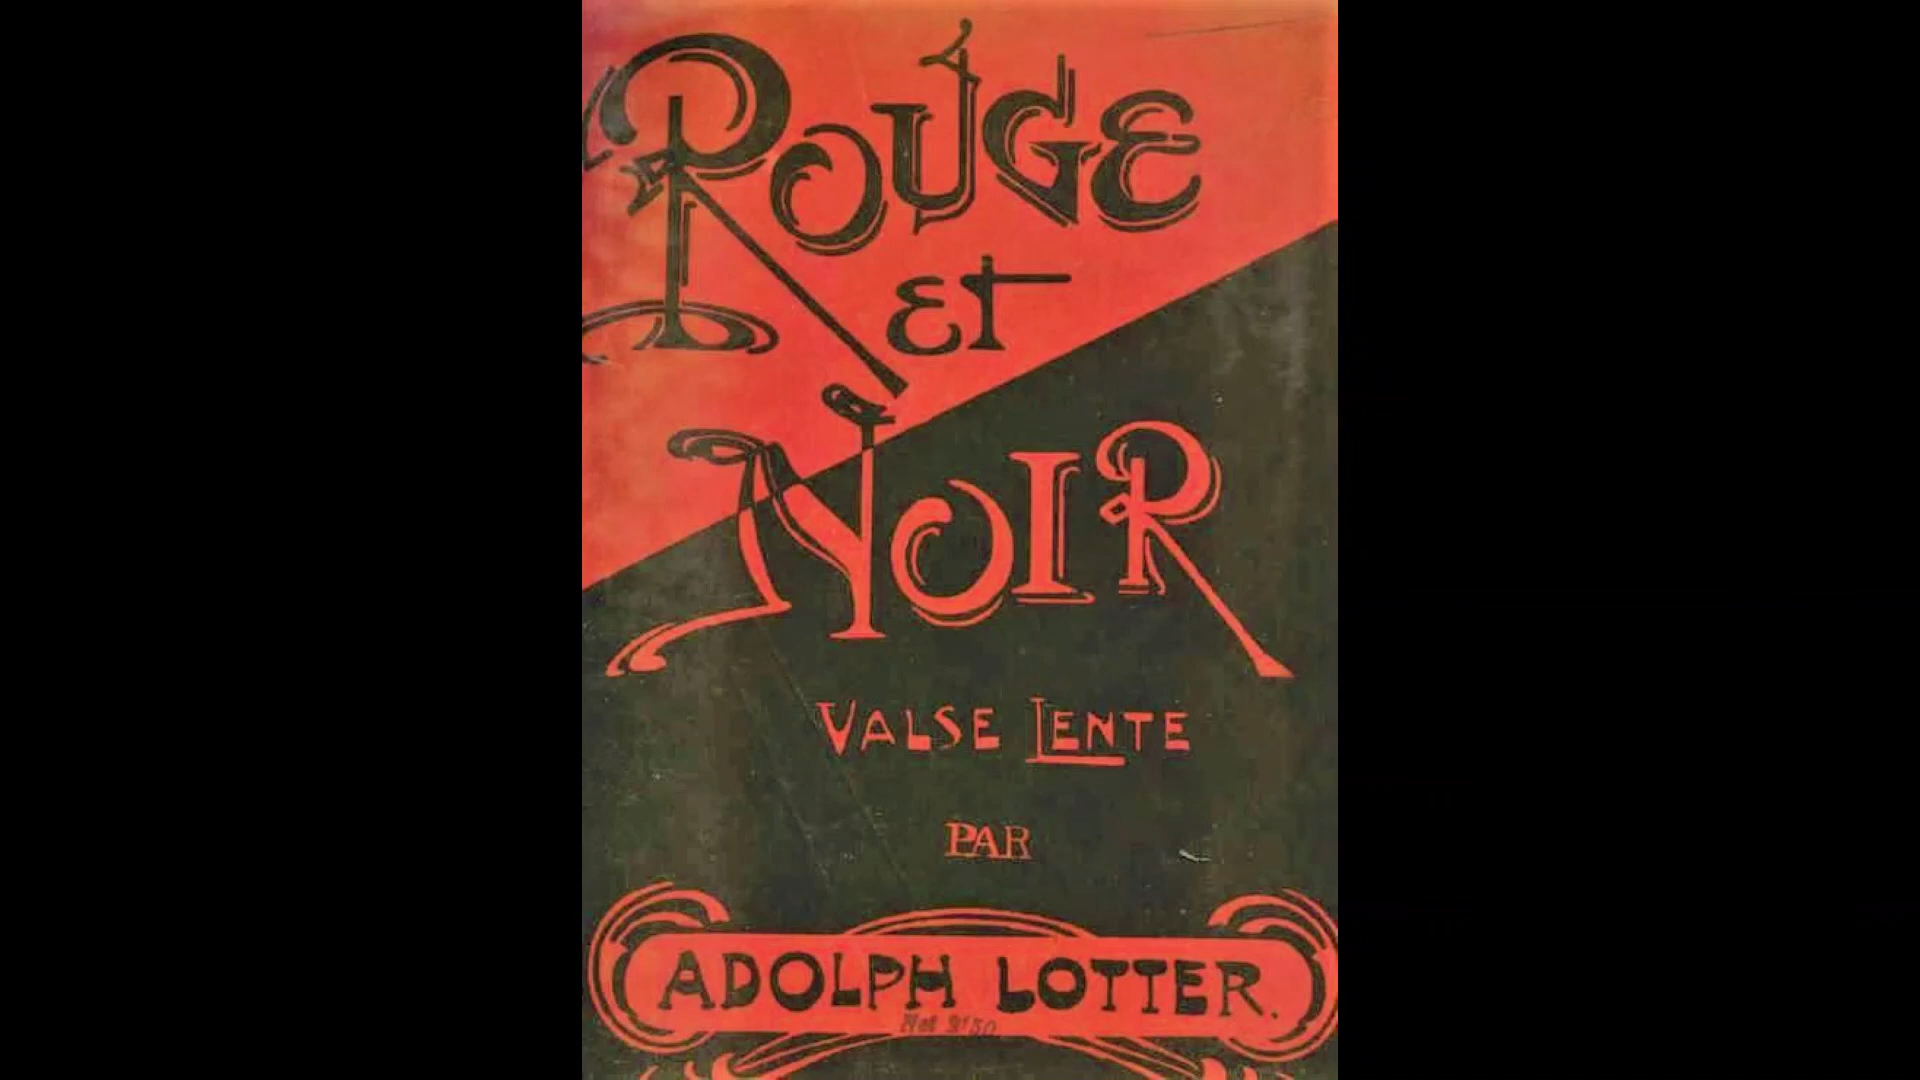 ROUGE
ET
NOIR
VALSE LENTE
PAR
ADOLPH LOTTER.